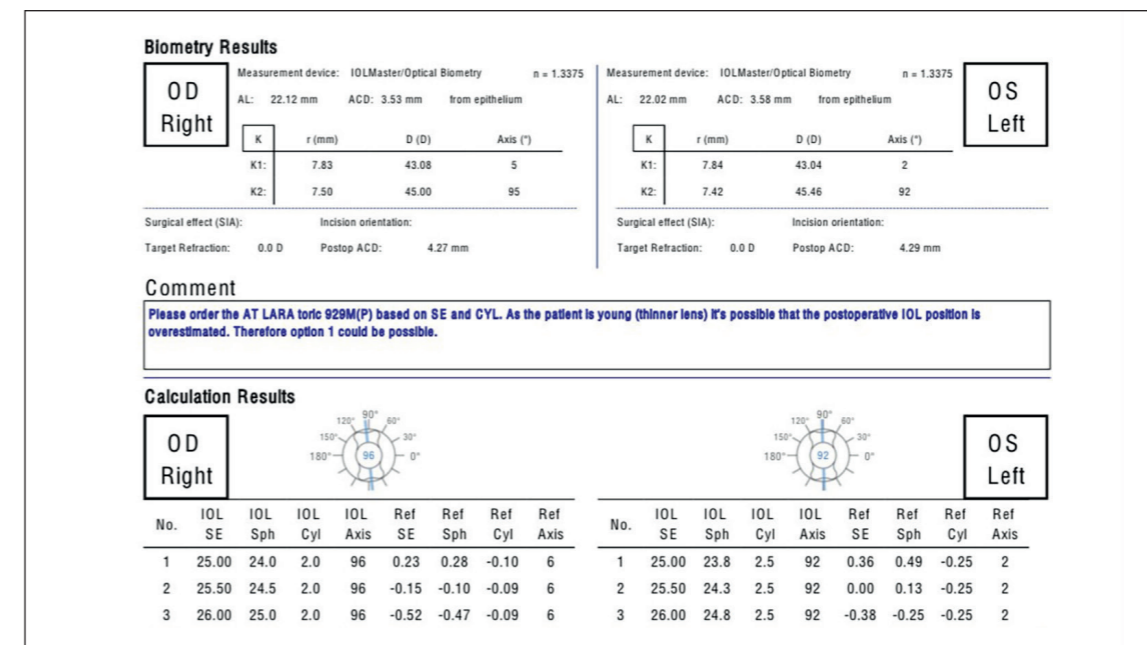 Biometry Results
OD
Right
Measurement device: IOLMaster/Optical Biometry n = 1.3375
AL: 22.12 mm ACD: 3.53 mm from epithelium
K r (mm) D (D) Axis (°)
K1: 7.83 43.08 5
K2: 7.50 45.00 95
Surgical effect (SIA): Incision orientation:
Target Refraction: 0.0 D Postop ACD: 4.27 mm
Measurement device: IOLMaster/Optical Biometry n = 1.3375
OS
Left
AL: 22.02 mm ACD: 3.58 mm from epithelium
K r (mm) D (D) Axis (°)
K1: 7.84 43.04 2
K2: 7.42 45.46 92
Surgical effect (SIA): Incision orientation:
Target Refraction: 0.0 D Postop ACD: 4.29 mm
Comment
Please order the AT LARA toric 929M(P) based on SE and CYL. As the patient is young (thinner lens) it's possible that the postoperative IOL position is
overestimated. Therefore option 1 could be possible.
Calculation Results
OD
Right
90°
120° 60°
150° 30°
180° 96 0°
No. IOL SE IOL Sph IOL Cyl IOL Axis Ref SE Ref Sph Ref Cyl Ref Axis
1 25.00 24.0 2.0 96 0.23 0.28 -0.10 6
2 25.50 24.5 2.0 96 -0.15 -0.10 -0.09 6
3 26.00 25.0 2.0 96 -0.52 -0.47 -0.09 6
90°
120° 60°
150° 30°
180° 92 0°
OS
Left
No. IOL SE IOL Sph IOL Cyl IOL Axis Ref SE Ref Sph Ref Cyl Ref Axis
1 25.00 23.8 2.5 92 0.36 0.49 -0.25 2
2 25.50 24.3 2.5 92 0.00 0.13 -0.25 2
3 26.00 24.8 2.5 92 -0.38 -0.25 -0.25 2